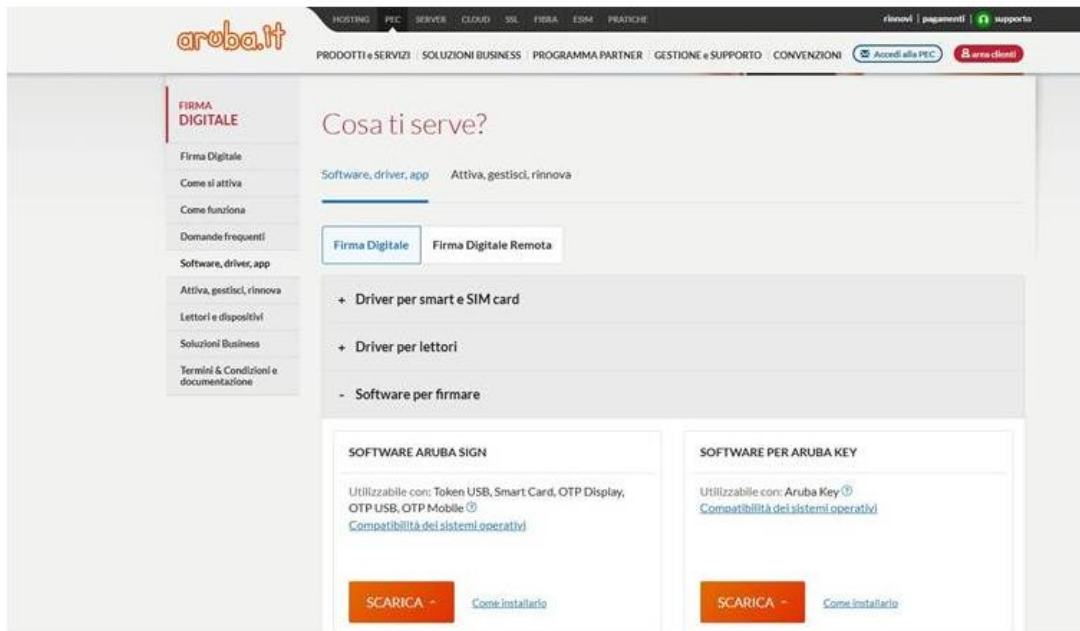 aruba.it
HOSTING PEC SERVER CLOUD SSL FIBRA ESIM PRATICHE
rinnovi | pagamenti | supporto
PRODOTTI e SERVIZI SOLUZIONI BUSINESS PROGRAMMA PARTNER GESTIONE e SUPPORTO CONVENZIONI Accedi alla PEC area clienti
FIRMA
DIGITALE
Firma Digitale
Come si attiva
Come funziona
Domande frequenti
Software, driver, app
Attiva, gestisci, rinnova
Lettori e dispositivi
Soluzioni Business
Termini & Condizioni e
documentazione
Cosa ti serve?
Software, driver, app Attiva, gestisci, rinnova
Firma Digitale Firma Digitale Remota
+ Driver per smart e SIM card
+ Driver per lettori
- Software per firmare
SOFTWARE ARUBA SIGN
Utilizzabile con: Token USB, Smart Card, OTP Display,
OTP USB, OTP Mobile ?
Compatibilità dei sistemi operativi
SCARICA Come installarlo
SOFTWARE PER ARUBA KEY
Utilizzabile con: Aruba Key ?
Compatibilità dei sistemi operativi
SCARICA Come installarlo